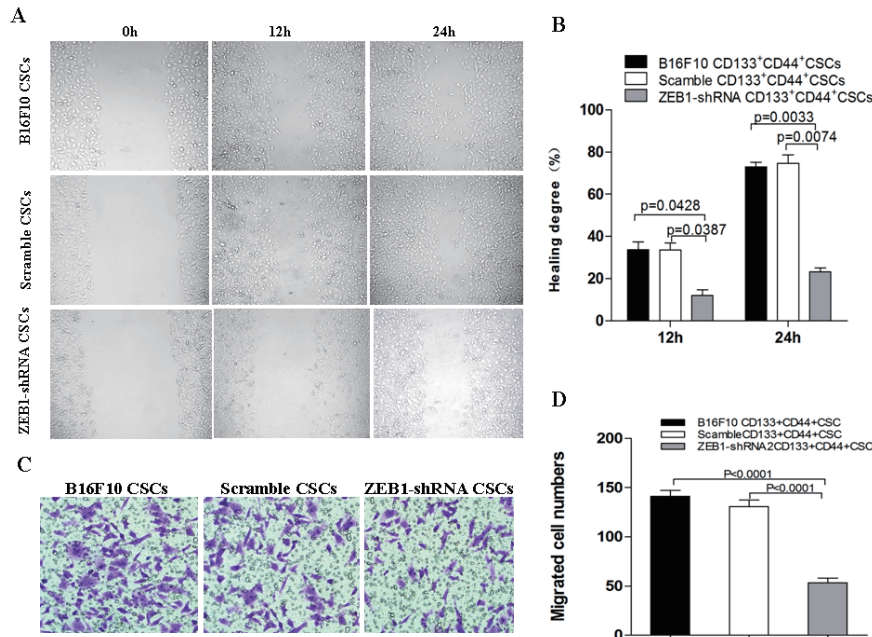 A
0h 12h 24h
B16F10 CSCs
Scramble CSCs
ZEB1-shRNA CSCs
B
B16F10 CD133+CD44+CSCs
Scamble CD133+CD44+CSCs
ZEB1-shRNA CD133+CD44+CSCs
Healing degree (%)
100
80
60
40
20
0
p=0.0428
p=0.0387
p=0.0033
p=0.0074
12h 24h
C
B16F10 CSCs Scramble CSCs ZEB1-shRNA CSCs
D
B16F10 CD133+CD44+CSC
ScambleCD133+CD44+CSC
ZEB1-shRNA2CD133+CD44+CSC
Migrated cell numbers
200
150
100
50
0
P<0.0001
P<0.0001